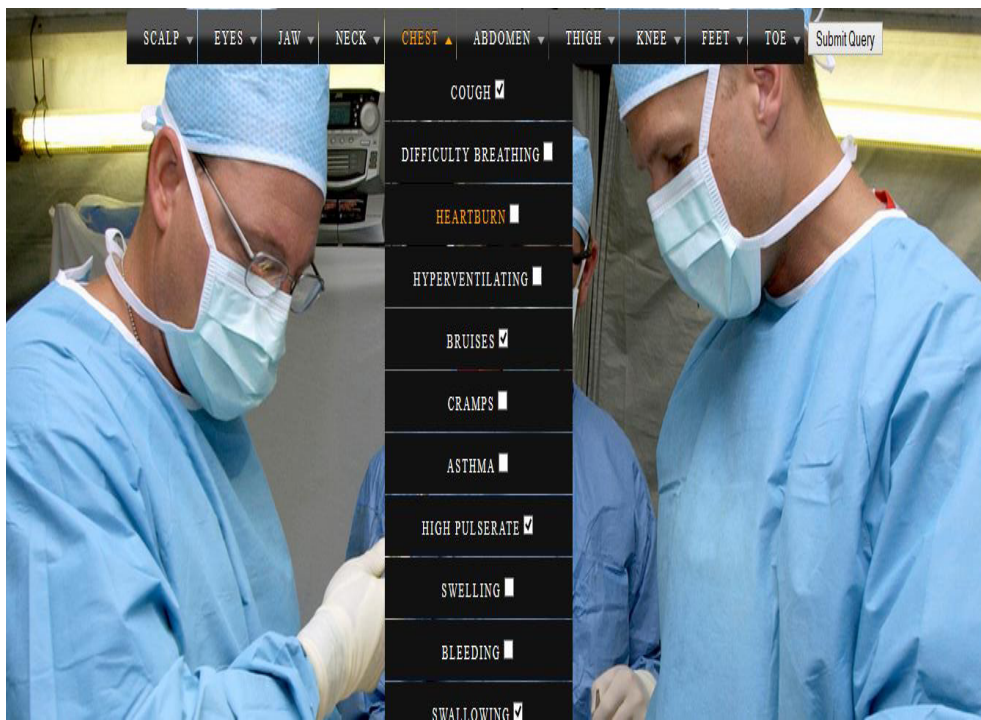 SCALP EYES JAW NECK CHEST ABDOMEN THIGH KNEE FEET TOE Submit Query
COUGH
DIFFICULTY BREATHING
HEARTBURN
HYPERVENTILATING
BRUISES
CRAMPS
ASTHMA
HIGH PULSERATE
SWELLING
BLEEDING
SWALLOWING